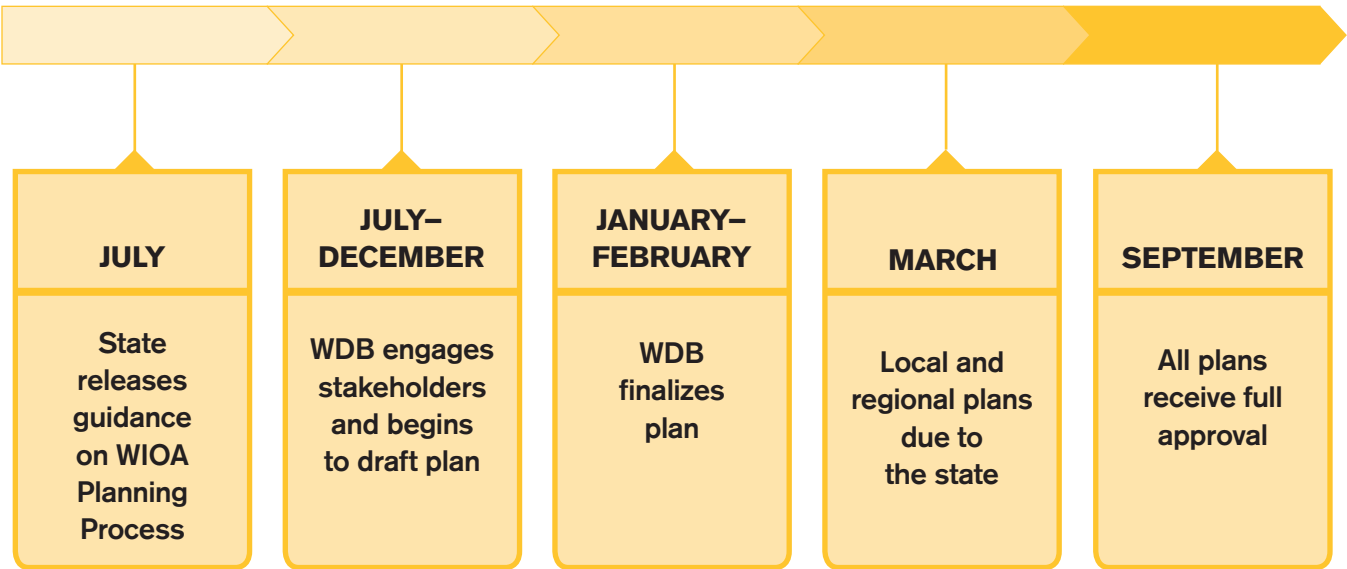 JULY
State
releases
guidance
on WIOA
Planning
Process
JULY–
DECEMBER
WDB engages
stakeholders
and begins
to draft plan
JANUARY–
FEBRUARY
WDB
finalizes
plan
MARCH
Local and
regional plans
due to
the state
SEPTEMBER
All plans
receive full
approval